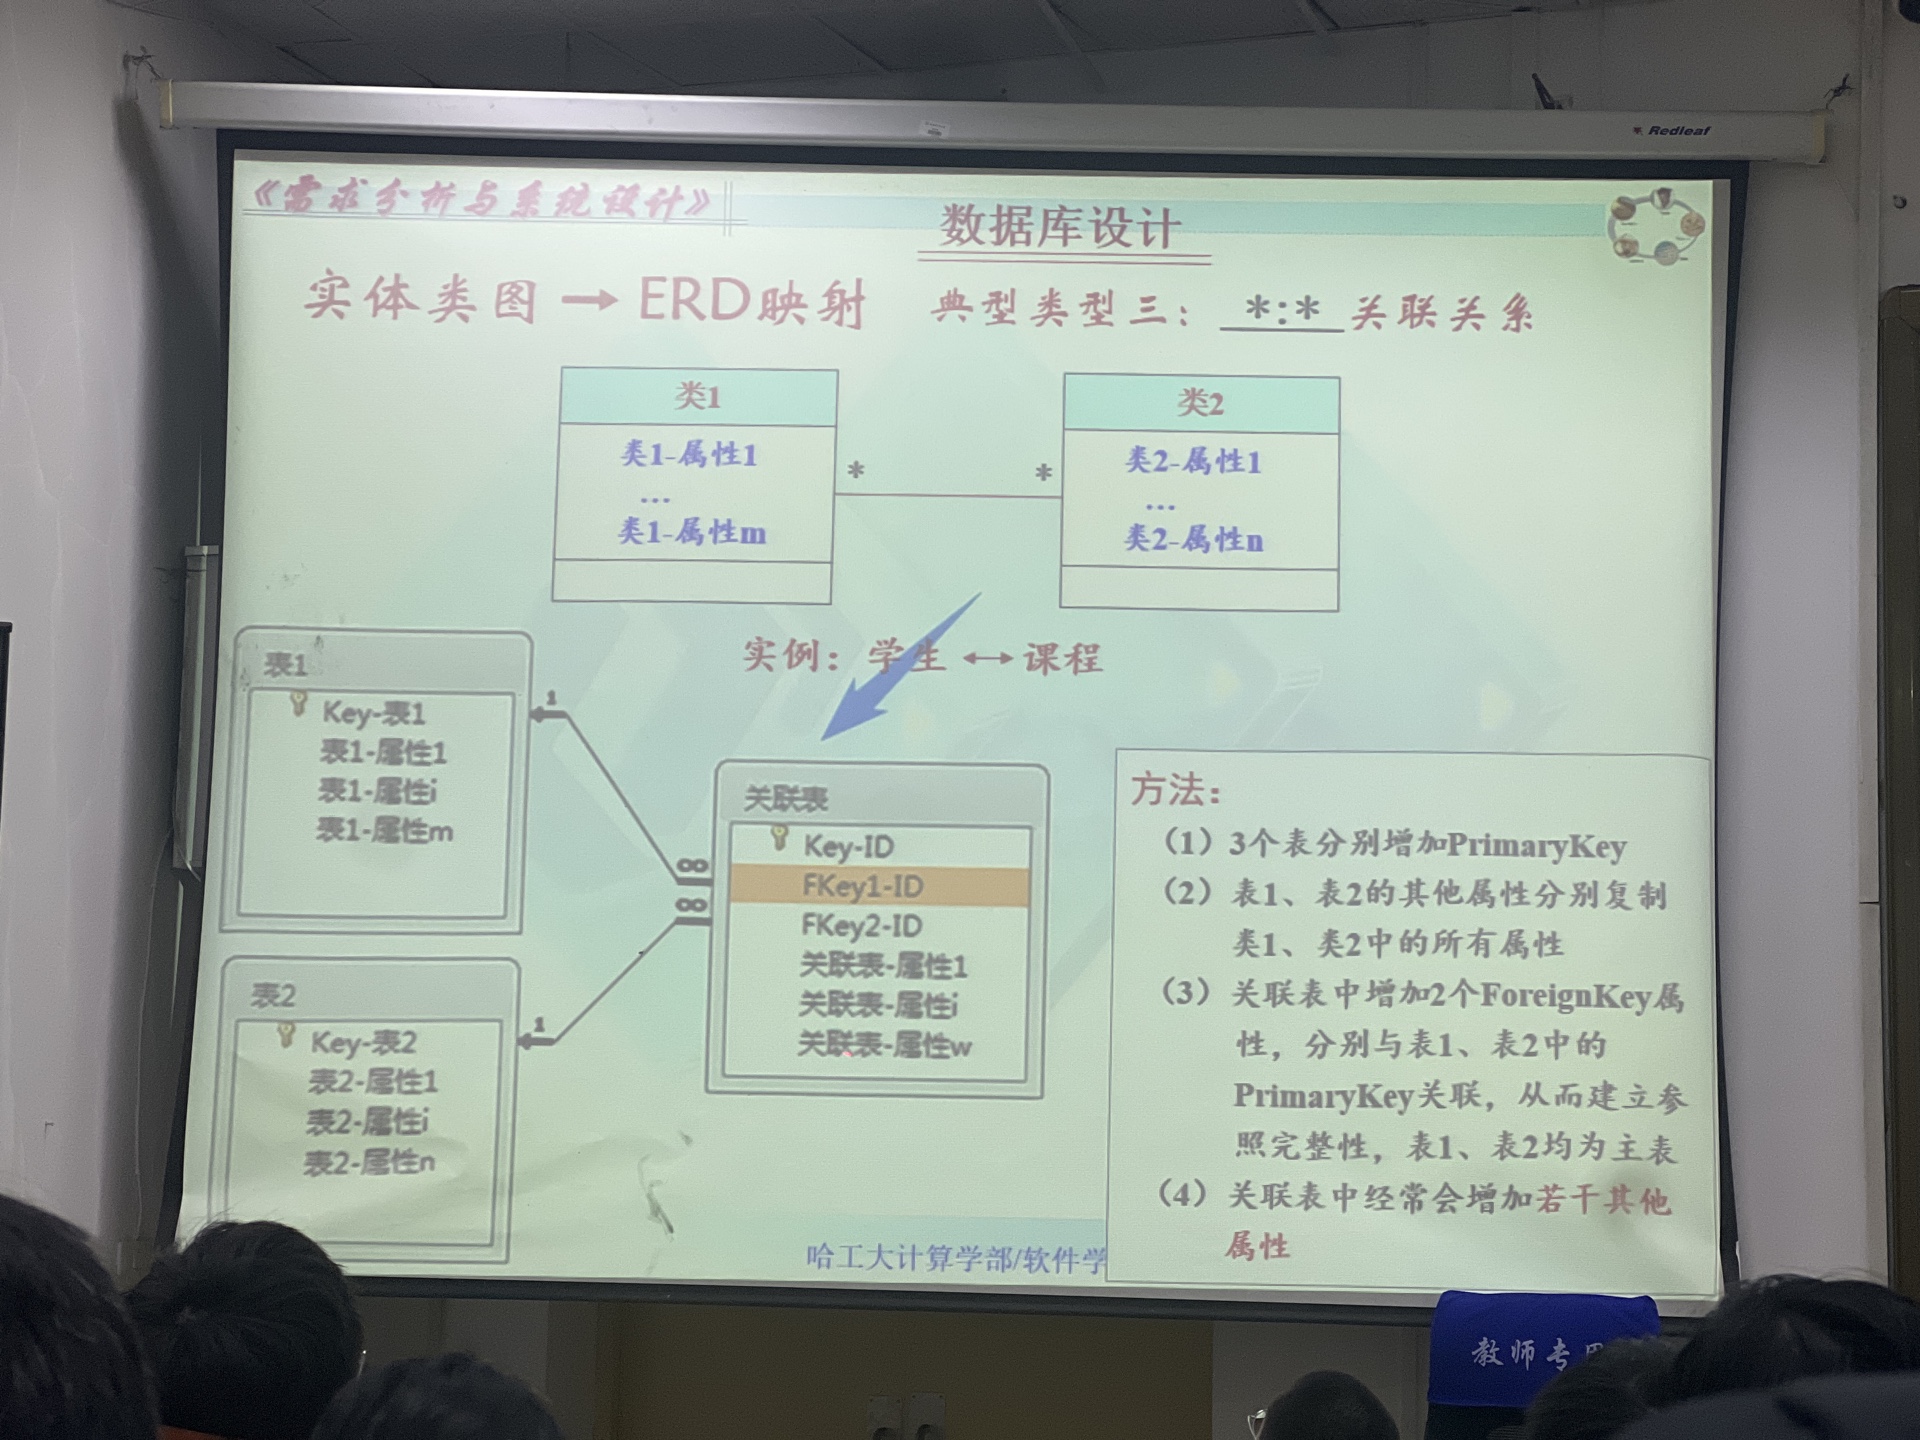 Redleaf
《需求分析与系统设计》
数据库设计
实体类图→ERD映射 典型类型三：*:*关联关系
类1
类1-属性1
...
类1-属性m
*
*
类2
类2-属性1
...
类2-属性n
实例：学生↔课程
表1
Key-表1
表1-属性1
表1-属性i
表1-属性m
1
∞
∞
1
表2
Key-表2
表2-属性1
表2-属性i
表2-属性n
关联表
Key-ID
FKey1-ID
FKey2-ID
关联表-属性1
关联表-属性i
关联表-属性w
方法：
（1）3个表分别增加PrimaryKey
（2）表1、表2的其他属性分别复制
类1、类2中的所有属性
（3）关联表中增加2个ForeignKey属
性，分别与表1、表2中的
PrimaryKey关联，从而建立参
照完整性，表1、表2均为主表
（4）关联表中经常会增加若干其他
属性
哈工大计算学部/软件学
教师专